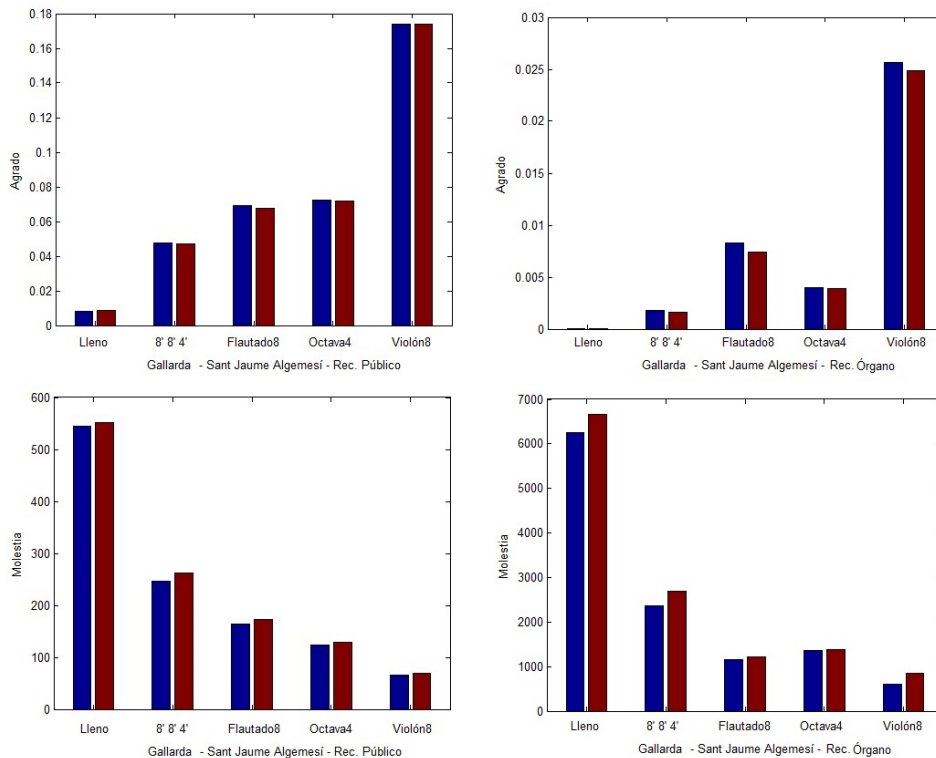 0.18
0.16
0.14
0.12
0.1
0.08
0.06
0.04
0.02
0
Agrado
Lleno 8' 8' 4' Flautado8 Octava4 Violón8
Gallarda - Sant Jaume Algemesí - Rec. Público
0.03
0.025
0.02
0.015
0.01
0.005
0
Agrado
Lleno 8' 8' 4' Flautado8 Octava4 Violón8
Gallarda - Sant Jaume Algemesí - Rec. Órgano
600
500
400
300
200
100
0
Molestia
Lleno 8' 8' 4' Flautado8 Octava4 Violón8
Gallarda - Sant Jaume Algemesí - Rec. Público
7000
6000
5000
4000
3000
2000
1000
0
Molestia
Lleno 8' 8' 4' Flautado8 Octava4 Violón8
Gallarda - Sant Jaume Algemesí - Rec. Órgano